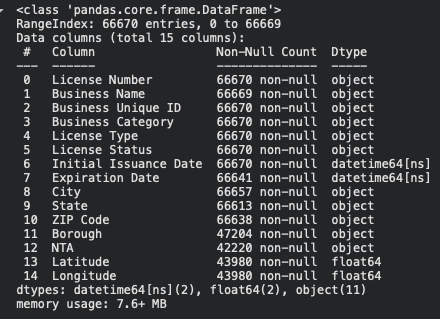 <class 'pandas.core.frame.DataFrame'>
RangeIndex: 66670 entries, 0 to 66669
Data columns (total 15 columns):
 #   Column                 Non-Null Count  Dtype
---  ------                 --------------  -----
 0   License Number         66670 non-null  object
 1   Business Name          66669 non-null  object
 2   Business Unique ID     66670 non-null  object
 3   Business Category      66670 non-null  object
 4   License Type           66670 non-null  object
 5   License Status         66670 non-null  object
 6   Initial Issuance Date  66670 non-null  datetime64[ns]
 7   Expiration Date        66641 non-null  datetime64[ns]
 8   City                   66657 non-null  object
 9   State                  66613 non-null  object
 10  ZIP Code               66638 non-null  object
 11  Borough                47204 non-null  object
 12  NTA                    42220 non-null  object
 13  Latitude               43980 non-null  float64
 14  Longitude              43980 non-null  float64
dtypes: datetime64[ns](2), float64(2), object(11)
memory usage: 7.6+ MB